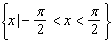 {x | -π/2 < x < π/2}